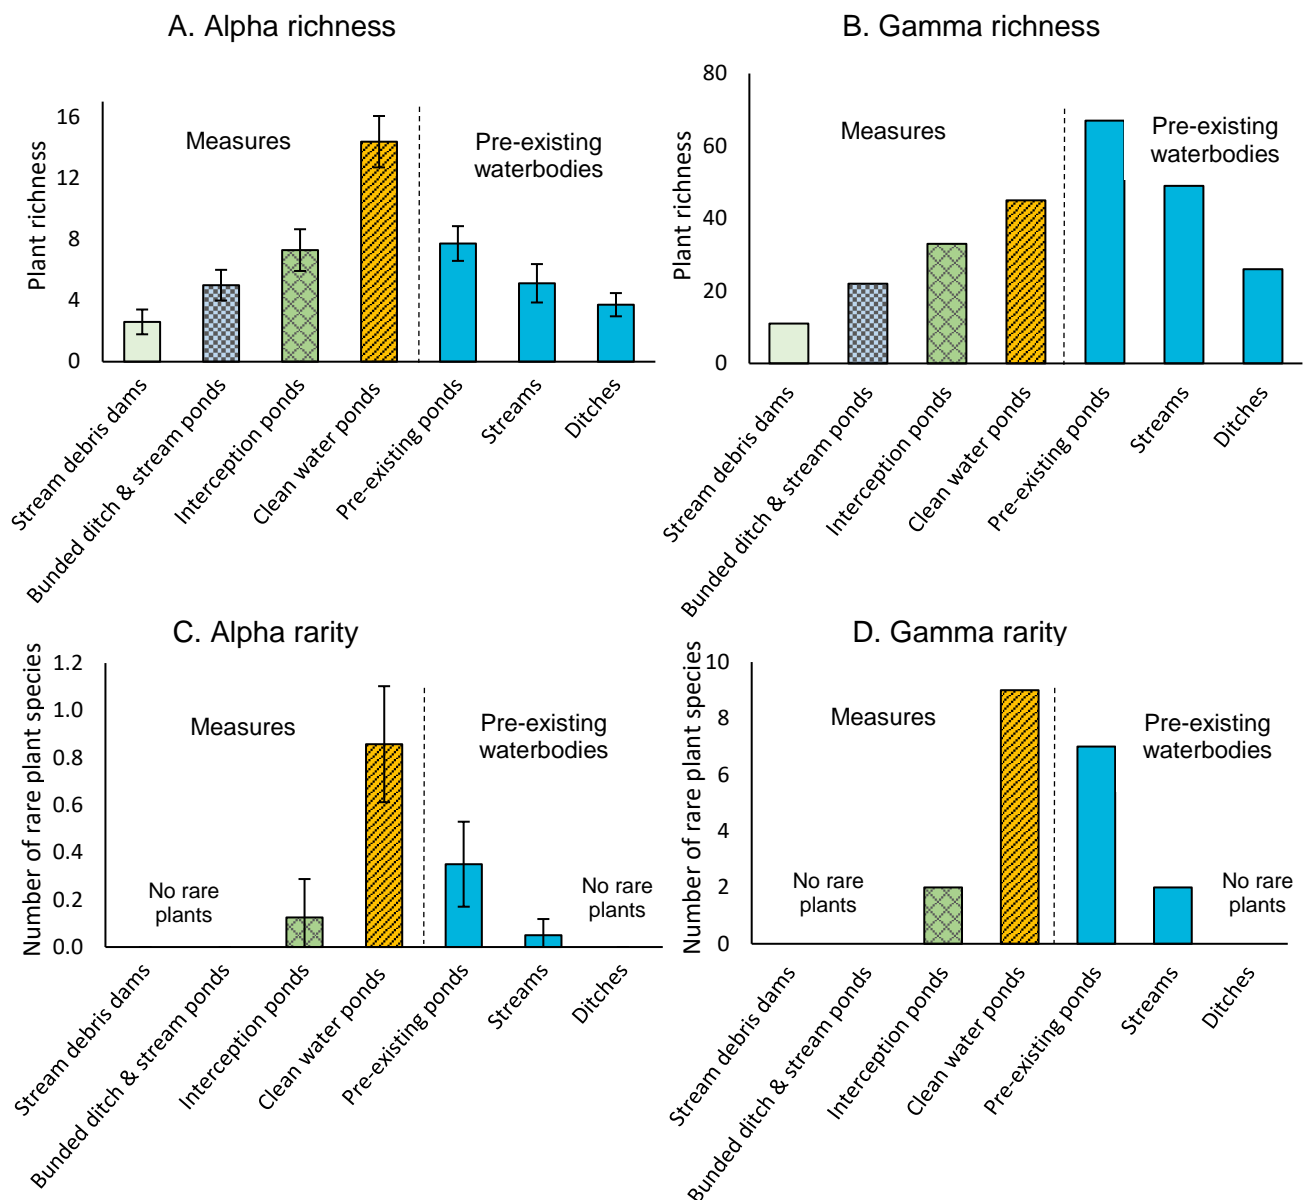 A. Alpha richness
Plant richness
16
12
8
4
0
Measures
Pre-existing
waterbodies
Stream debris dams
Bunded ditch & stream ponds
Interception ponds
Clean water ponds
Pre-existing ponds
Streams
Ditches
B. Gamma richness
Plant richness
80
60
40
20
0
Measures
Pre-existing
waterbodies
Stream debris dams
Bunded ditch & stream ponds
Interception ponds
Clean water ponds
Pre-existing ponds
Streams
Ditches
C. Alpha rarity
Number of rare plant species
1.2
1.0
0.8
0.6
0.4
0.2
0.0
Measures
Pre-existing
waterbodies
No rare
plants
No rare
plants
Stream debris dams
Bunded ditch & stream ponds
Interception ponds
Clean water ponds
Pre-existing ponds
Streams
Ditches
D. Gamma rarity
Number of rare plant species
10
8
6
4
2
0
Measures
Pre-existing
waterbodies
No rare
plants
No rare
plants
Stream debris dams
Bunded ditch & stream ponds
Interception ponds
Clean water ponds
Pre-existing ponds
Streams
Ditches